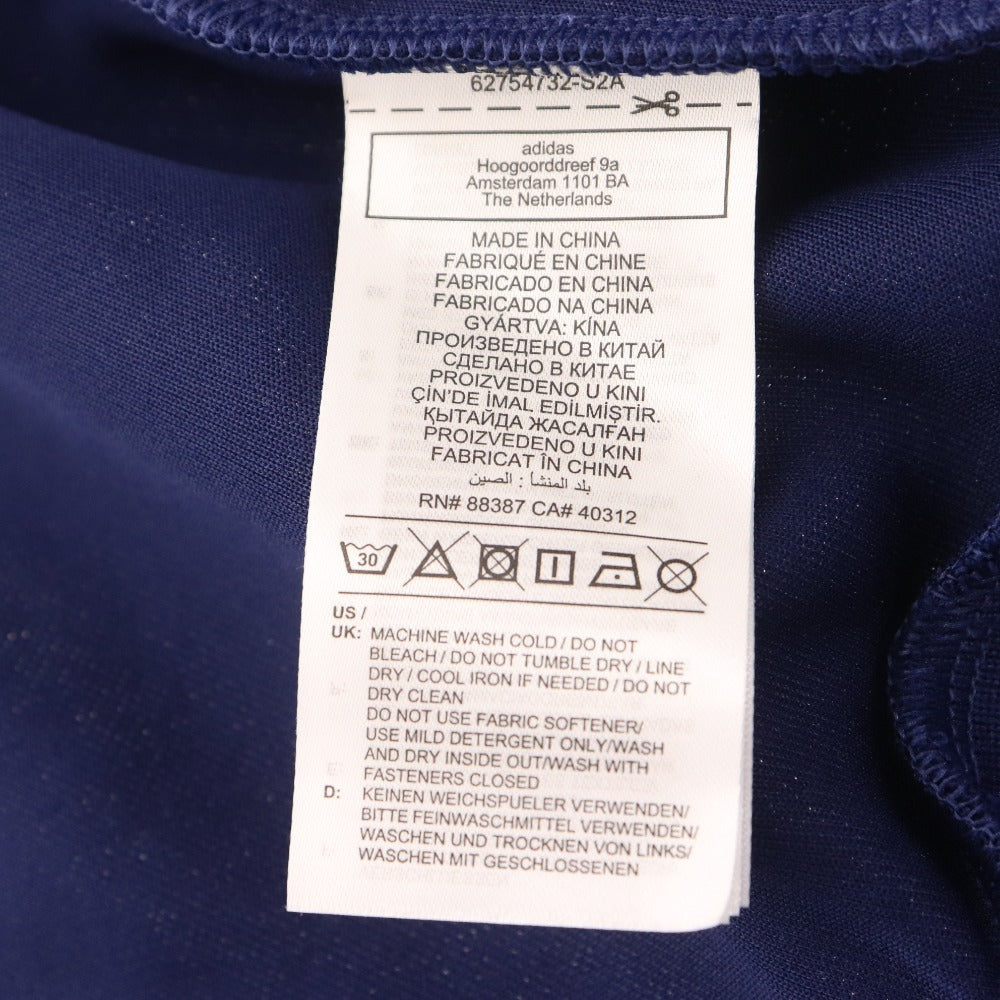 62754732-S2A
adidas
Hoogoorddreef 9a
Amsterdam 1101 BA
The Netherlands
MADE IN CHINA
FABRIQUÉ EN CHINE
FABRICADO EN CHINA
FABRICADO NA CHINA
GYÁRTVA: KÍNA
ПРОИЗВЕДЕНО В КИТАЙ
СДЕЛАНО В КИТАЕ
PROIZVEDENO U KINI
ÇİN'DE İMAL EDİLMİŞTİR.
ҚЫТАЙДА ЖАСАЛҒАН
PROIZVEDENO U KINI
FABRICAT ÎN CHINA
بلد المنشأ : الصين
RN# 88387 CA# 40312
30
US /
UK: MACHINE WASH COLD / DO NOT
BLEACH / DO NOT TUMBLE DRY / LINE
DRY / COOL IRON IF NEEDED / DO NOT
DRY CLEAN
DO NOT USE FABRIC SOFTENER/
USE MILD DETERGENT ONLY/WASH
AND DRY INSIDE OUT/WASH WITH
FASTENERS CLOSED
D: KEINEN WEICHSPUELER VERWENDEN/
BITTE FEINWASCHMITTEL VERWENDEN/
WASCHEN UND TROCKNEN VON LINKS/
WASCHEN MIT GESCHLOSSENEN